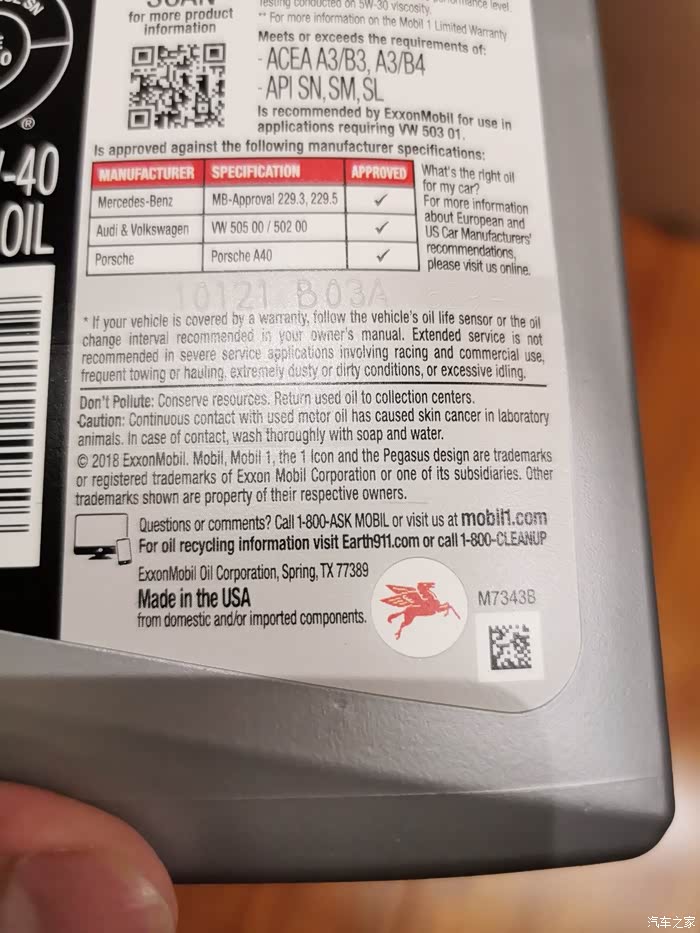 SCAN
for more product
information
Testing conducted on 5W-30 viscosity.
** For more information on the Mobil 1 Limited Warranty
Meets or exceeds the requirements of:
- ACEA A3/B3, A3/B4
- API SN, SM, SL
Is recommended by ExxonMobil for use in
applications requiring VW 503 01.
Is approved against the following manufacturer specifications:
MANUFACTURER SPECIFICATION APPROVED
Mercedes-Benz MB-Approval 229.3, 229.5 ✓
Audi & Volkswagen VW 505 00 / 502 00 ✓
Porsche Porsche A40 ✓
What's the right oil
for my car?
For more information
about European and
US Car Manufacturers'
recommendations,
please visit us online.
SN
®
-40
OIL
10121 B03A
* If your vehicle is covered by a warranty, follow the vehicle's oil life sensor or the oil
change interval recommended in your owner's manual. Extended service is not
recommended in severe service applications involving racing and commercial use,
frequent towing or hauling, extremely dusty or dirty conditions, or excessive idling.
Don't Pollute: Conserve resources. Return used oil to collection centers.
Caution: Continuous contact with used motor oil has caused skin cancer in laboratory
animals. In case of contact, wash thoroughly with soap and water.
© 2018 ExxonMobil. Mobil, Mobil 1, the 1 Icon and the Pegasus design are trademarks
or registered trademarks of Exxon Mobil Corporation or one of its subsidiaries. Other
trademarks shown are property of their respective owners.
Questions or comments? Call 1-800-ASK MOBIL or visit us at mobil1.com
For oil recycling information visit Earth911.com or call 1-800-CLEANUP
ExxonMobil Oil Corporation, Spring, TX 77389
Made in the USA
from domestic and/or imported components.
M7343B
汽车之家